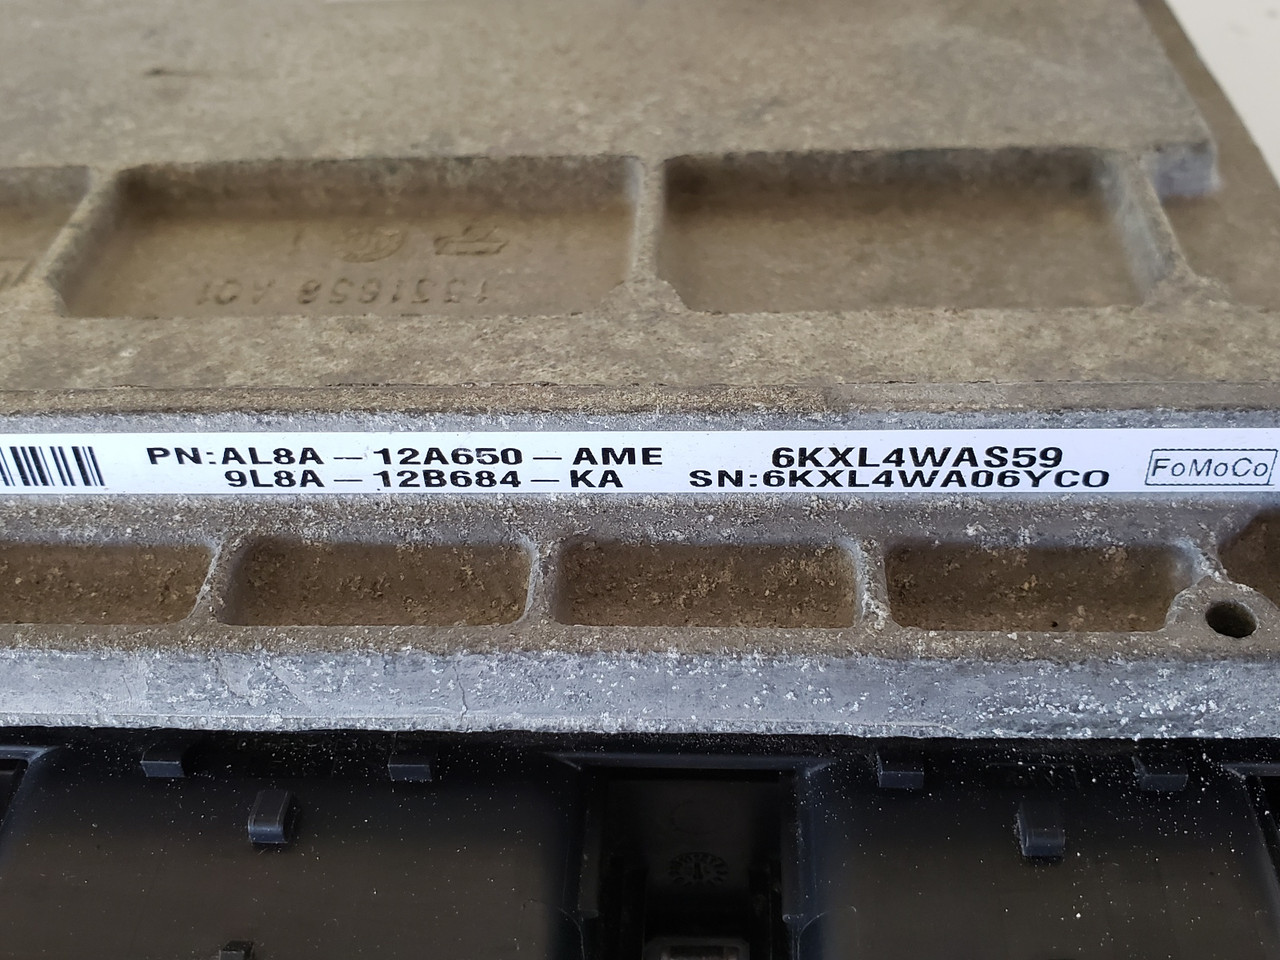 PN:AL8A-12A650-AME 6KXL4WAS59
9L8A-12B684-KA SN:6KXL4WA06YCO
FoMoCo